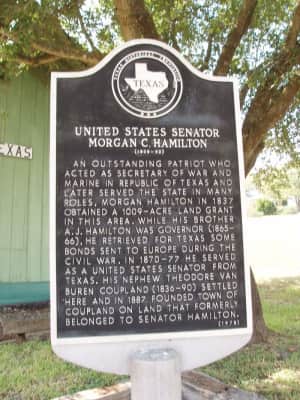 TEXAS HISTORICAL COMMISSION
TEXAS
UNITED STATES SENATOR
MORGAN C. HAMILTON
EXAS
AN OUTSTANDING PATRIOT WHO
ACTED AS SECRETARY OF WAR AND
MARINE IN REPUBLIC OF TEXAS AND
LATER SERVED THE STATE IN MANY
ROLES, MORGAN HAMILTON IN 1837
OBTAINED A 1009-ACRE LAND GRANT
IN THIS AREA. WHILE HIS BROTHER
A. J. HAMILTON WAS GOVERNOR (1865-
66), HE RETRIEVED FOR TEXAS SOME
BONDS SENT TO EUROPE DURING THE
CIVIL WAR. IN 1870-77 HE SERVED
AS A UNITED STATES SENATOR FROM
TEXAS. HIS NEPHEW THEODORE VAN
BUREN COUPLAND (1836-90) SETTLED
HERE AND IN 1887 FOUNDED TOWN OF
COUPLAND ON LAND THAT FORMERLY
BELONGED TO SENATOR HAMILTON.
(1978)